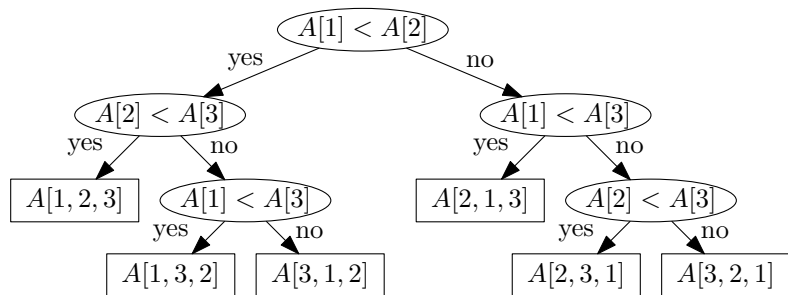 A[1] < A[2]
yes no
A[2] < A[3] A[1] < A[3]
yes no yes no
A[1, 2, 3] A[1] < A[3] A[2, 1, 3] A[2] < A[3]
yes no yes no
A[1, 3, 2] A[3, 1, 2] A[2, 3, 1] A[3, 2, 1]